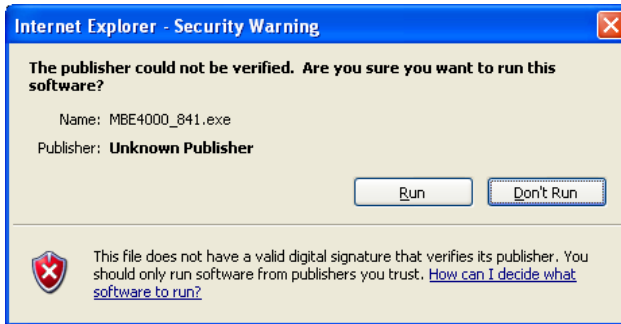 Internet Explorer - Security Warning
The publisher could not be verified. Are you sure you want to run this
software?
Name: MBE4000_841.exe
Publisher: Unknown Publisher
Run
Don't Run
This file does not have a valid digital signature that verifies its publisher. You
should only run software from publishers you trust. How can I decide what
software to run?